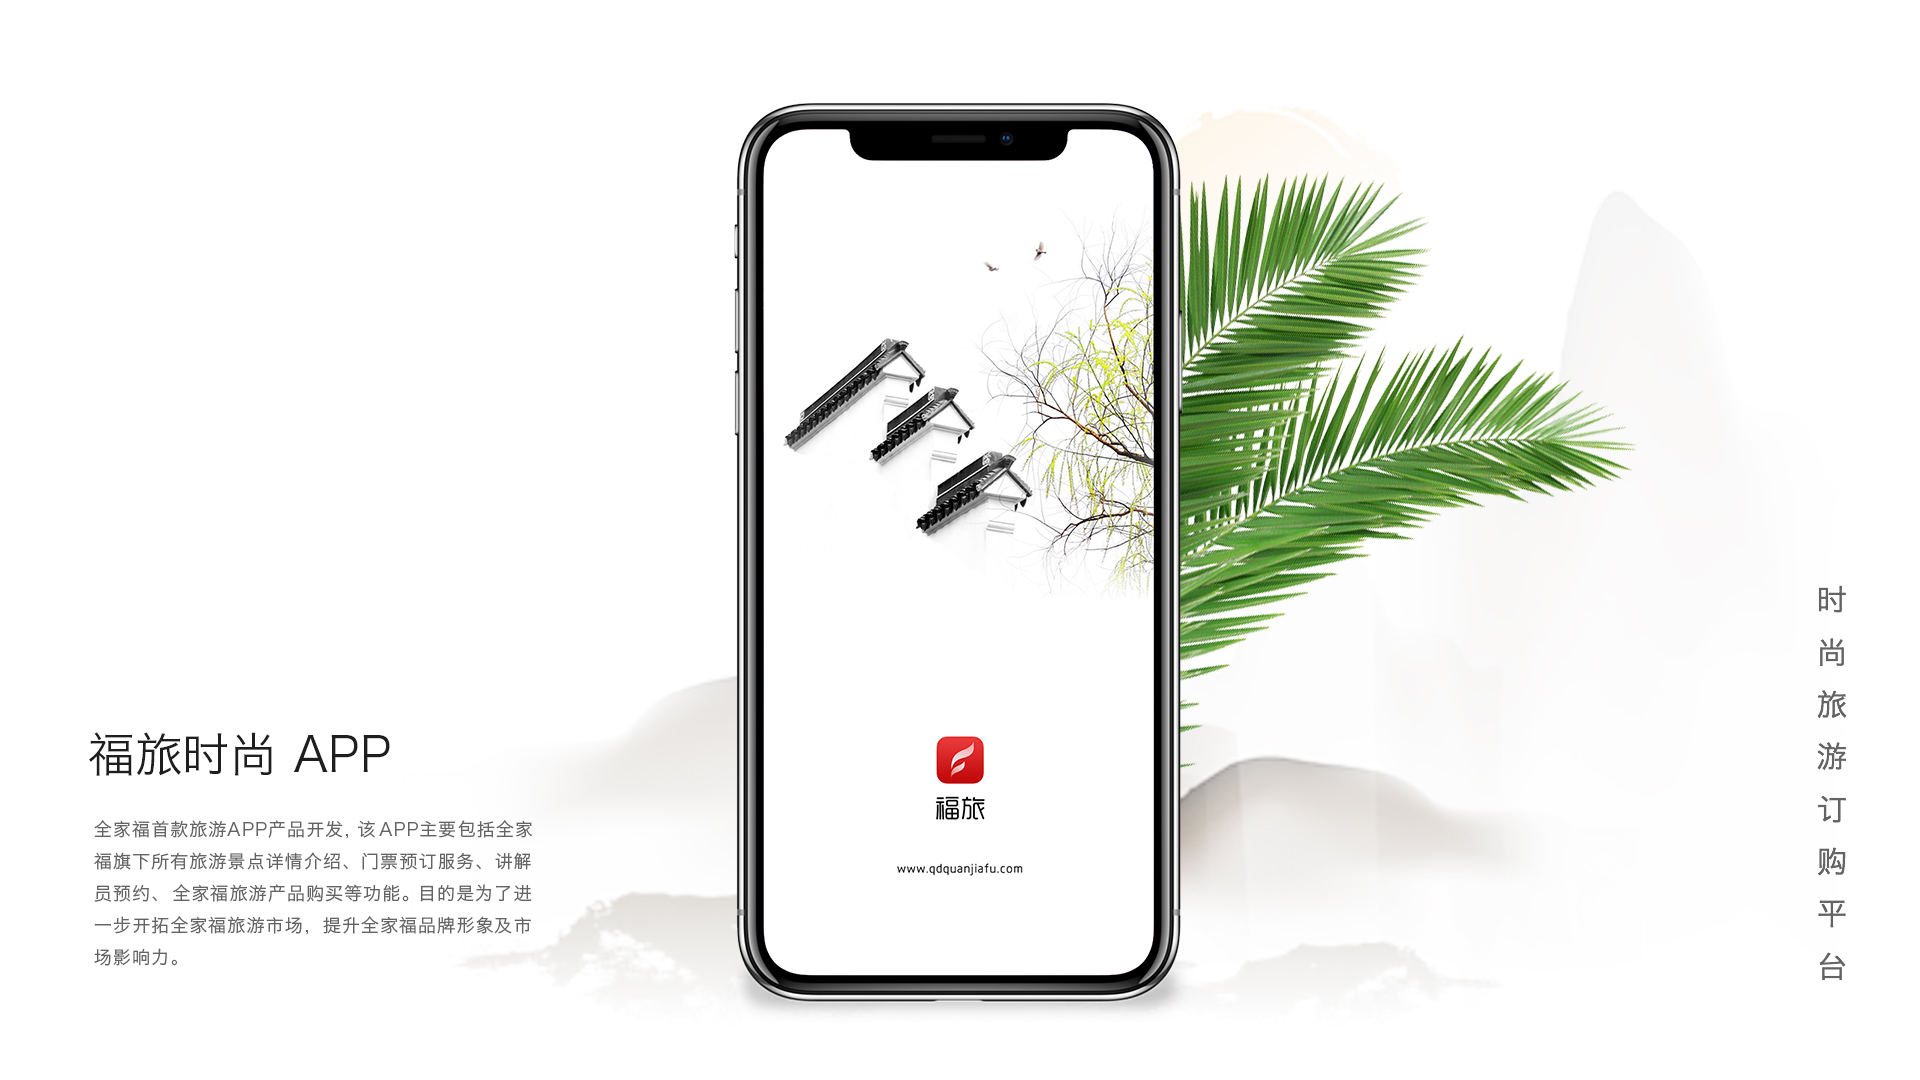 福旅时尚 APP
全家福首款旅游APP产品开发, 该APP主要包括全家
福旗下所有旅游景点详情介绍、门票预订服务、讲解
员预约、全家福旅游产品购买等功能。目的是为了进
一步开拓全家福旅游市场，提升全家福品牌形象及市
场影响力。
福旅
www.qdquanjiafu.com
时尚旅游订购平台